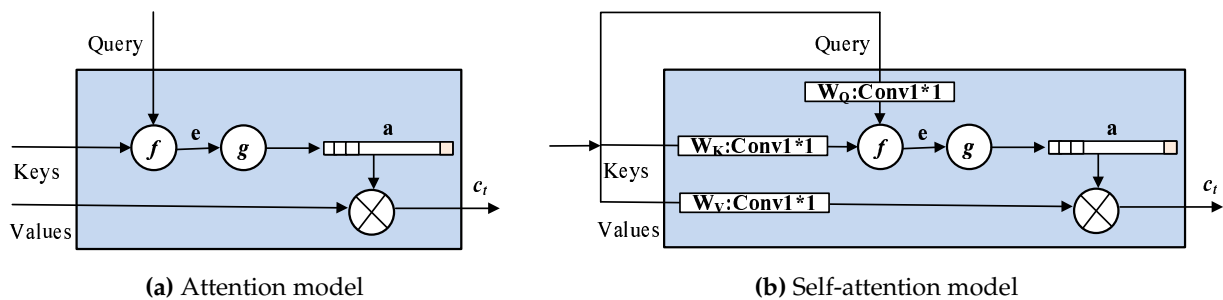 Query
f
e
g
a
Keys
Values
c_t
(a) Attention model
Query
W_Q:Conv1*1
W_K:Conv1*1
f
e
g
a
Keys
W_V:Conv1*1
Values
c_t
(b) Self-attention model